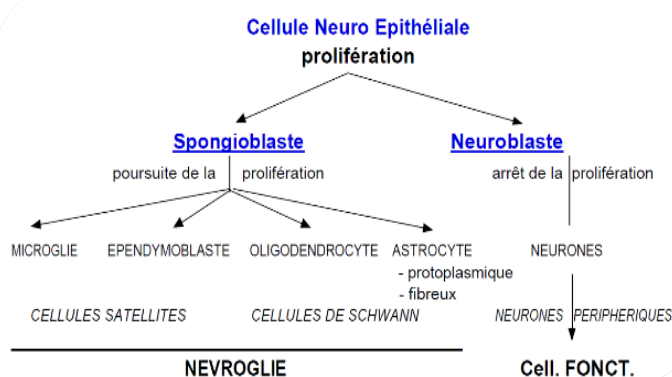 Cellule Neuro Epithéliale
prolifération
Spongioblaste Neuroblaste
poursuite de la prolifération arrêt de la prolifération
MICROGLIE EPENDYMOBLASTE OLIGODENDROCYTE ASTROCYTE NEURONES
- protoplasmique
- fibreux
CELLULES SATELLITES CELLULES DE SCHWANN NEURONES PERIPHERIQUES
NEVROGLIE Cell. FONCT.